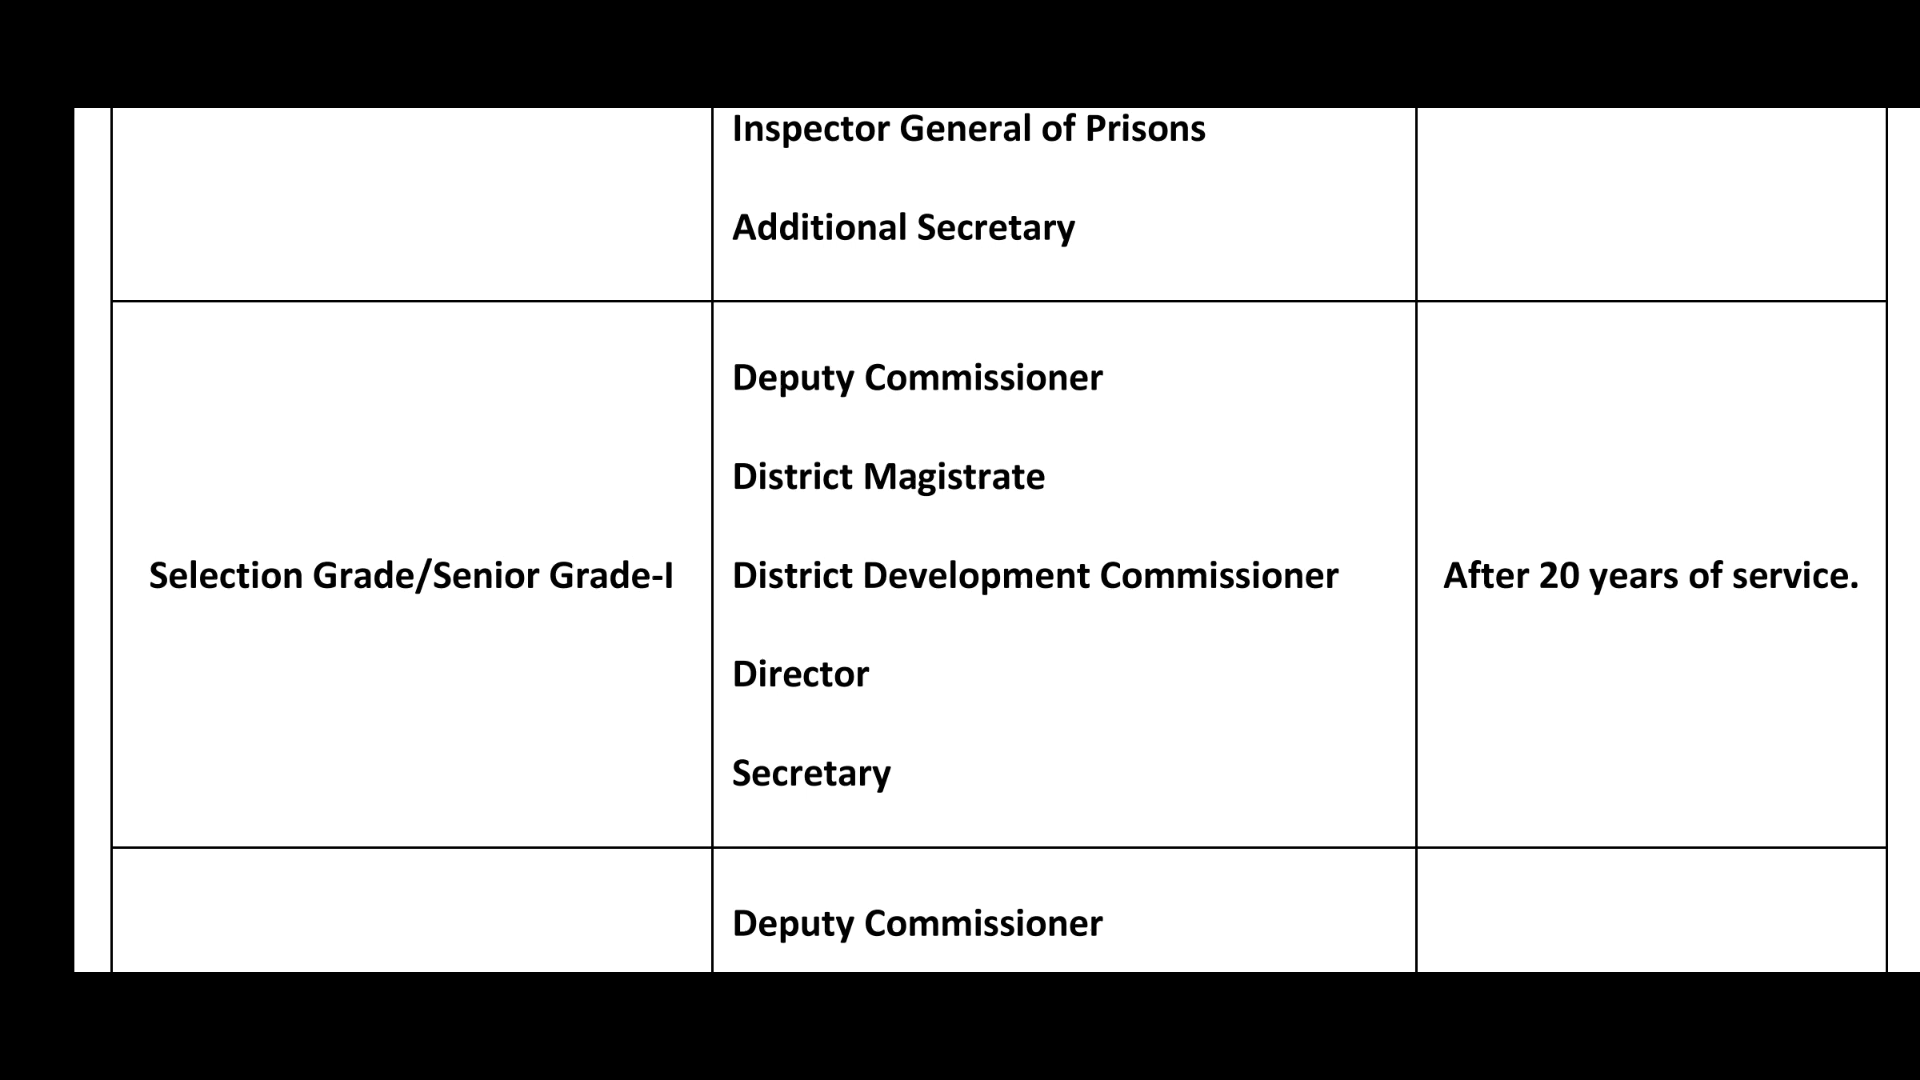 Inspector General of Prisons
Additional Secretary
Selection Grade/Senior Grade-I
Deputy Commissioner
District Magistrate
District Development Commissioner
Director
Secretary
After 20 years of service.
Deputy Commissioner